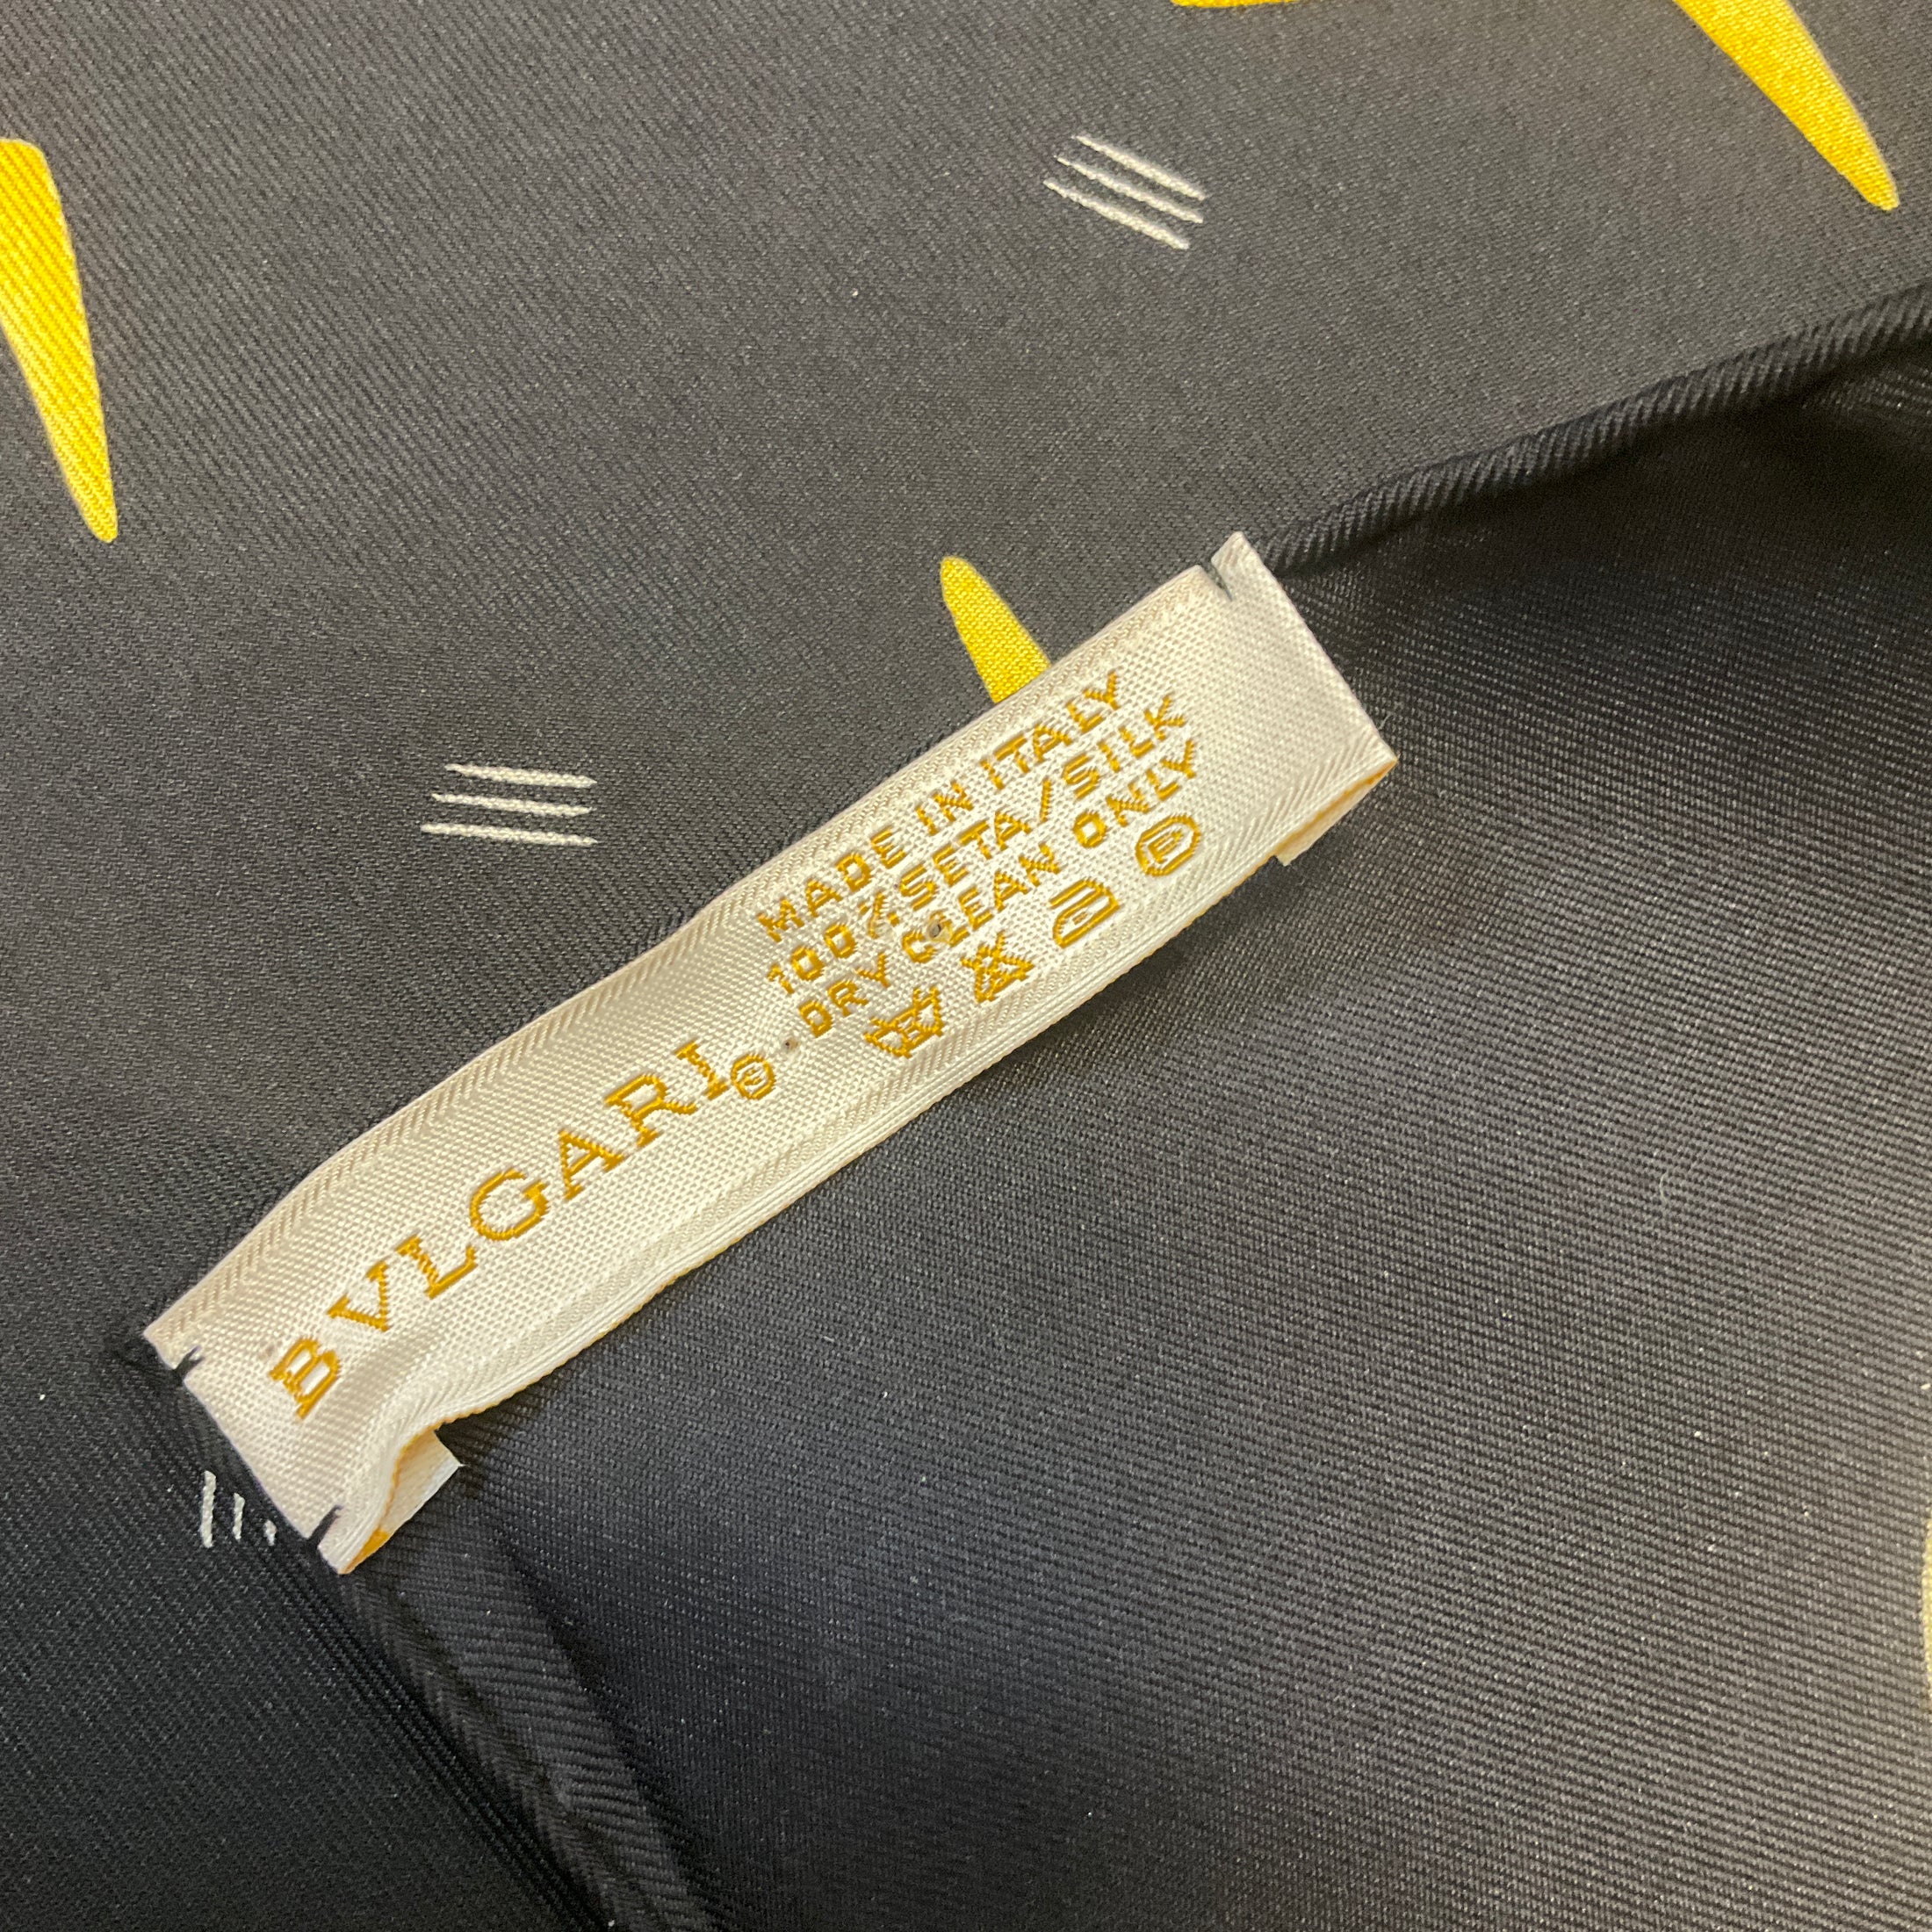 BVLGARI®
MADE IN ITALY
100%SETA/SILK
DRY CLEAN ONLY